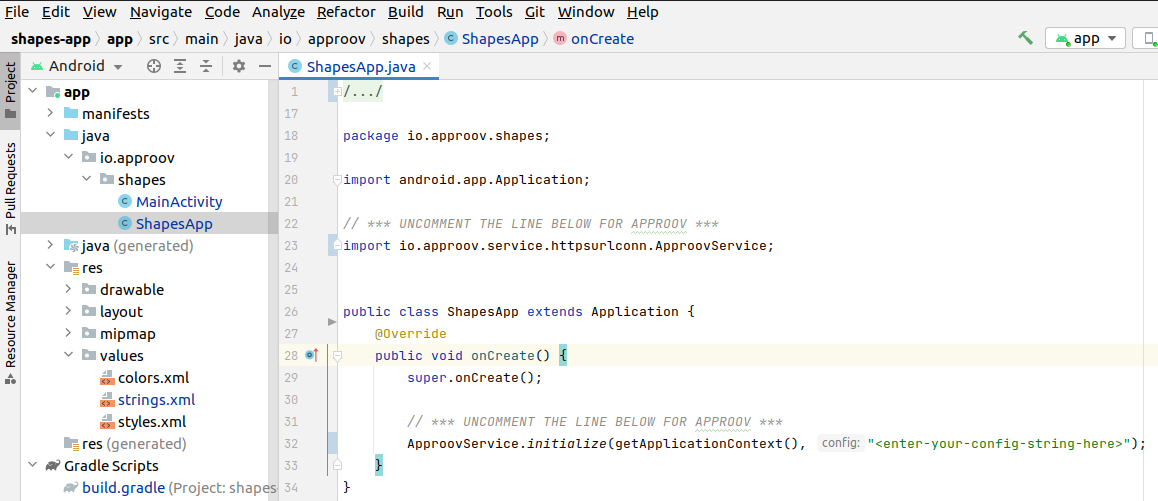 File Edit View Navigate Code Analyze Refactor Build Run Tools Git Window Help
shapes-app app src main java io approov shapes C ShapesApp m onCreate app
Project
Pull Requests
Resource Manager
Android
app
manifests
java
io.approov
shapes
C MainActivity
C ShapesApp
java (generated)
res
drawable
layout
mipmap
values
colors.xml
strings.xml
styles.xml
res (generated)
Gradle Scripts
build.gradle (Project: shapes-
C ShapesApp.java
1 /.../
17
18 package io.approov.shapes;
19
20 import android.app.Application;
21
22 // *** UNCOMMENT THE LINE BELOW FOR APPROOV ***
23 import io.approov.service.httpsurlconn.ApproovService;
24
25
26 public class ShapesApp extends Application {
27 @Override
28 public void onCreate() {
29 super.onCreate();
30
31 // *** UNCOMMENT THE LINE BELOW FOR APPROOV ***
32 ApproovService.initialize(getApplicationContext(), config: "<enter-your-config-string-here>");
33 }
34 }